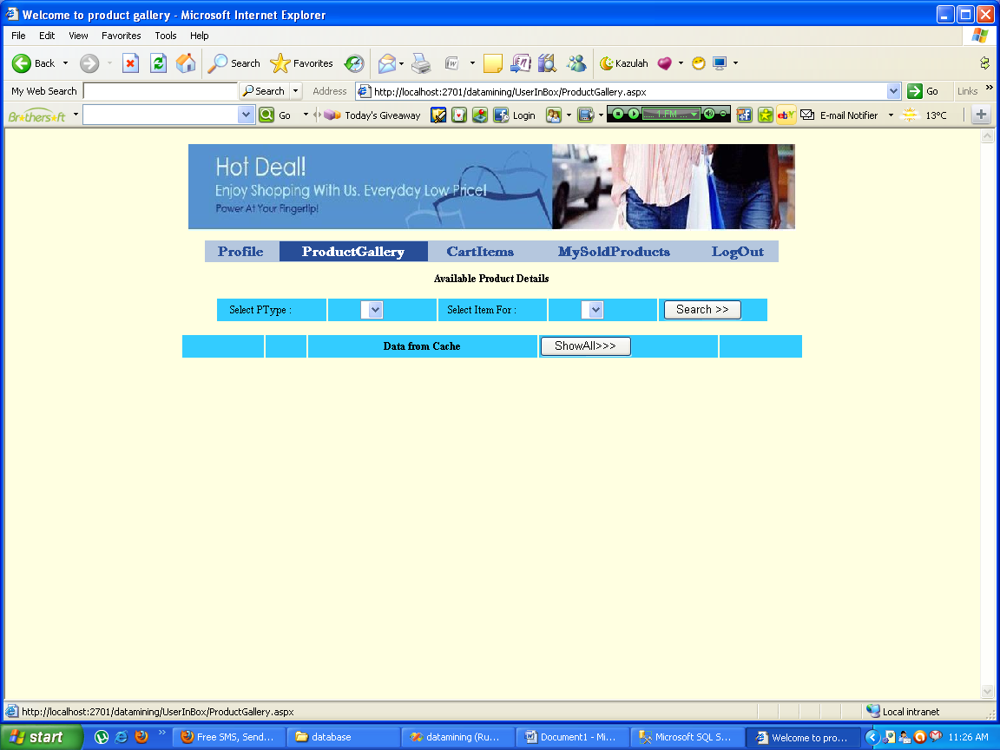 Welcome to product gallery - Microsoft Internet Explorer
File Edit View Favorites Tools Help
Back Search Favorites Kazulah
My Web Search Search Address http://localhost:2701/datamining/UserInBox/ProductGallery.aspx Go Links »
Brothersoft Go Today's Giveaway Login 1.FM ebY E-mail Notifier 13°C
Hot Deal!
Enjoy Shopping With Us. Everyday Low Price!
Power At Your Fingertip!
Profile ProductGallery CartItems MySoldProducts LogOut
Available Product Details
Select PType : Select Item For : Search >>
Data from Cache ShowAll>>>
http://localhost:2701/datamining/UserInBox/ProductGallery.aspx Local intranet
start » Free SMS, Send... database datamining (Ru... Document1 - Mi... Microsoft SQL S... Welcome to pro... 11:26 AM